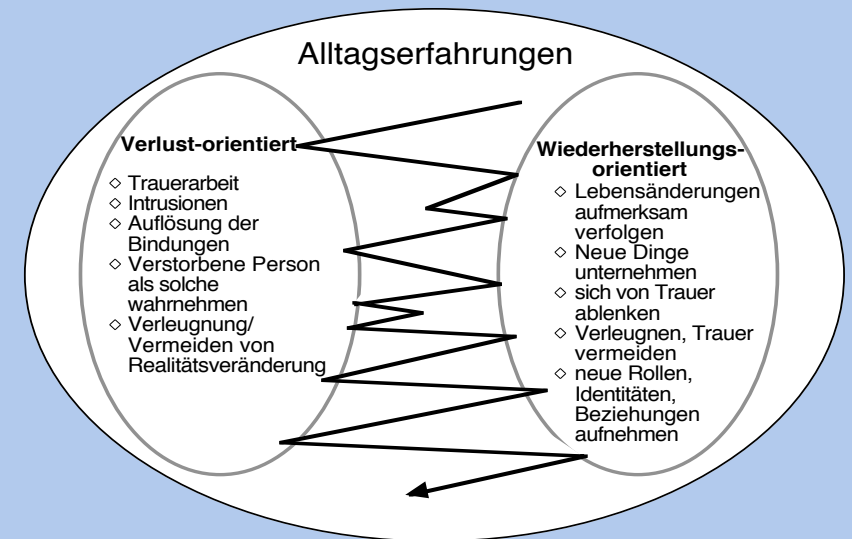 Alltagserfahrungen
Verlust-orientiert
◇ Trauerarbeit
◇ Intrusionen
◇ Auflösung der
Bindungen
◇ Verstorbene Person
als solche
wahrnehmen
◇ Verleugnung/
Vermeiden von
Realitätsveränderung
Wiederherstellungs-
orientiert
◇ Lebensänderungen
aufmerksam
verfolgen
◇ Neue Dinge
unternehmen
◇ sich von Trauer
ablenken
◇ Verleugnen, Trauer
vermeiden
◇ neue Rollen,
Identitäten,
Beziehungen
aufnehmen